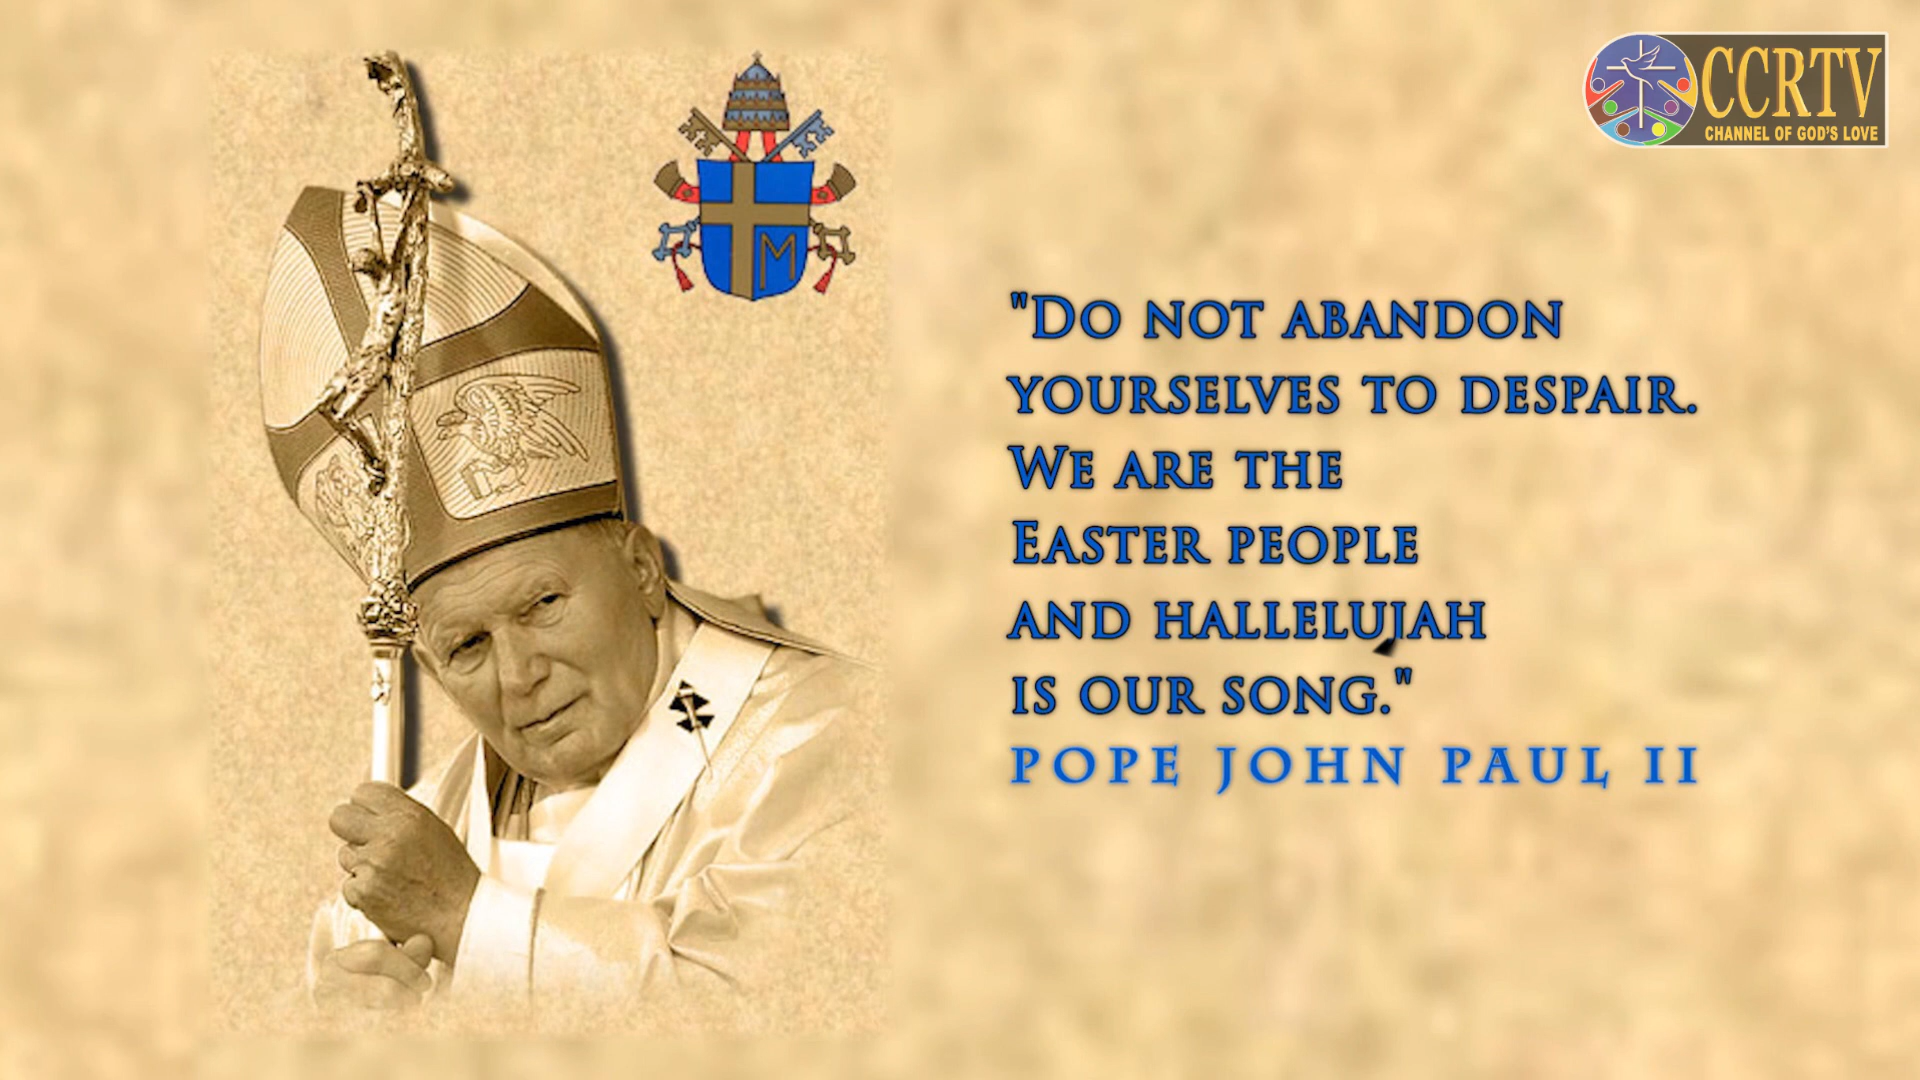 CCRTV
CHANNEL OF GOD'S LOVE
M
"Do not abandon
yourselves to despair.
We are the
Easter people
and hallelujah
is our song."
POPE JOHN PAUL II